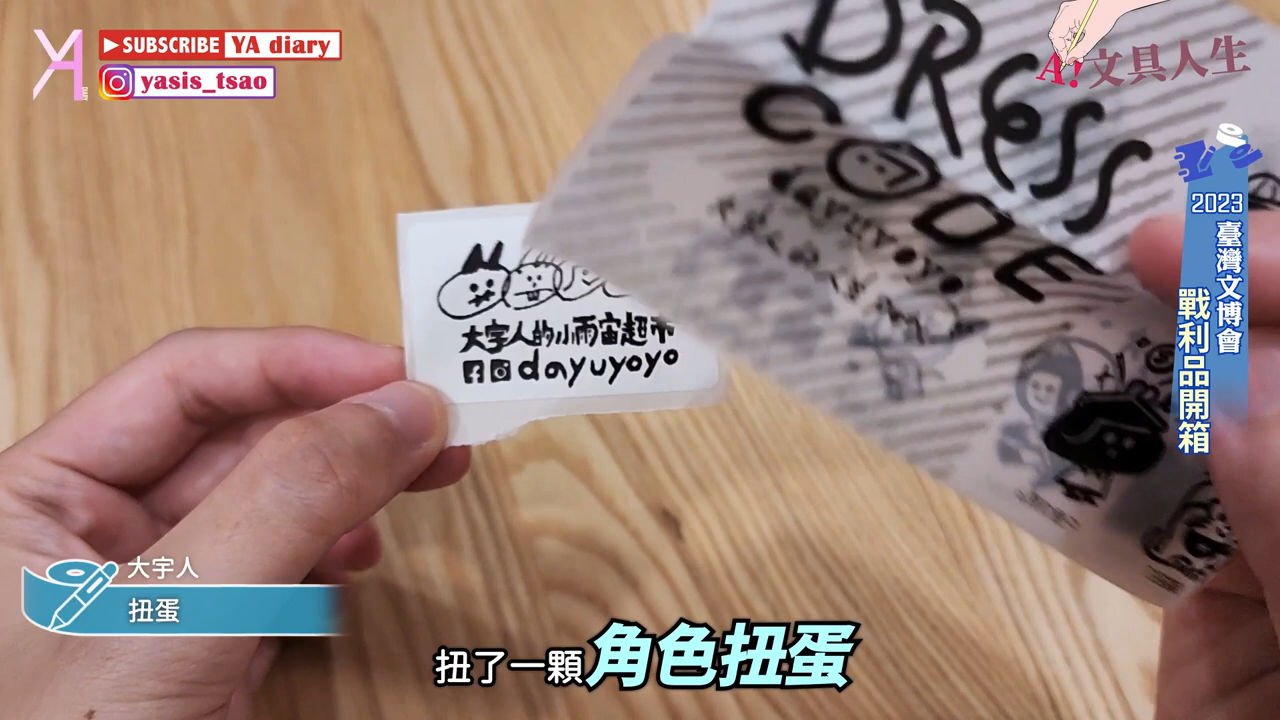 YA
SUBSCRIBE YA diary
yasis_tsao
A! 文具人生
2023
臺灣文博會
戰利品開箱
DRESS
CODE
dayuyoyo
大宇人的小雨宙超市
dayuyoyo
大宇人
扭蛋
扭了一顆角色扭蛋